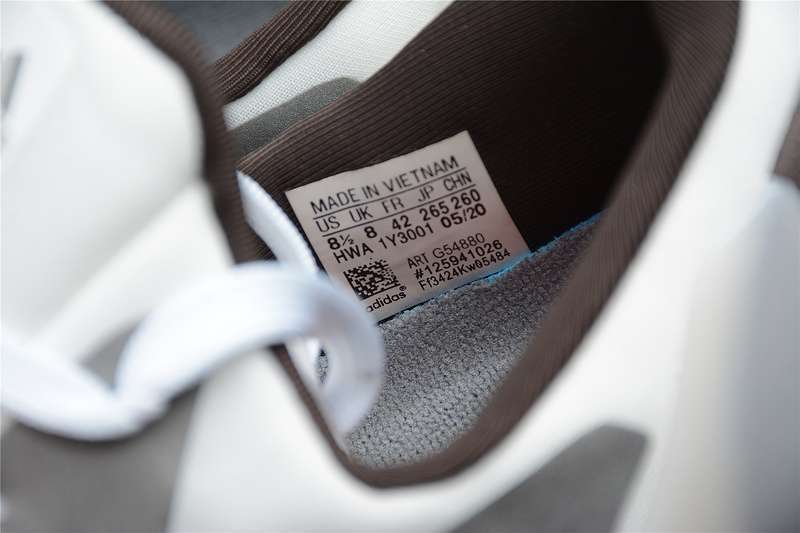 MADE IN VIETNAM
US UK FR JP CHN
8½ 8 42 265 260
HWA 1Y3001 05/20
ART G54880
#125941026
Ff3424Kw05484
adidas®